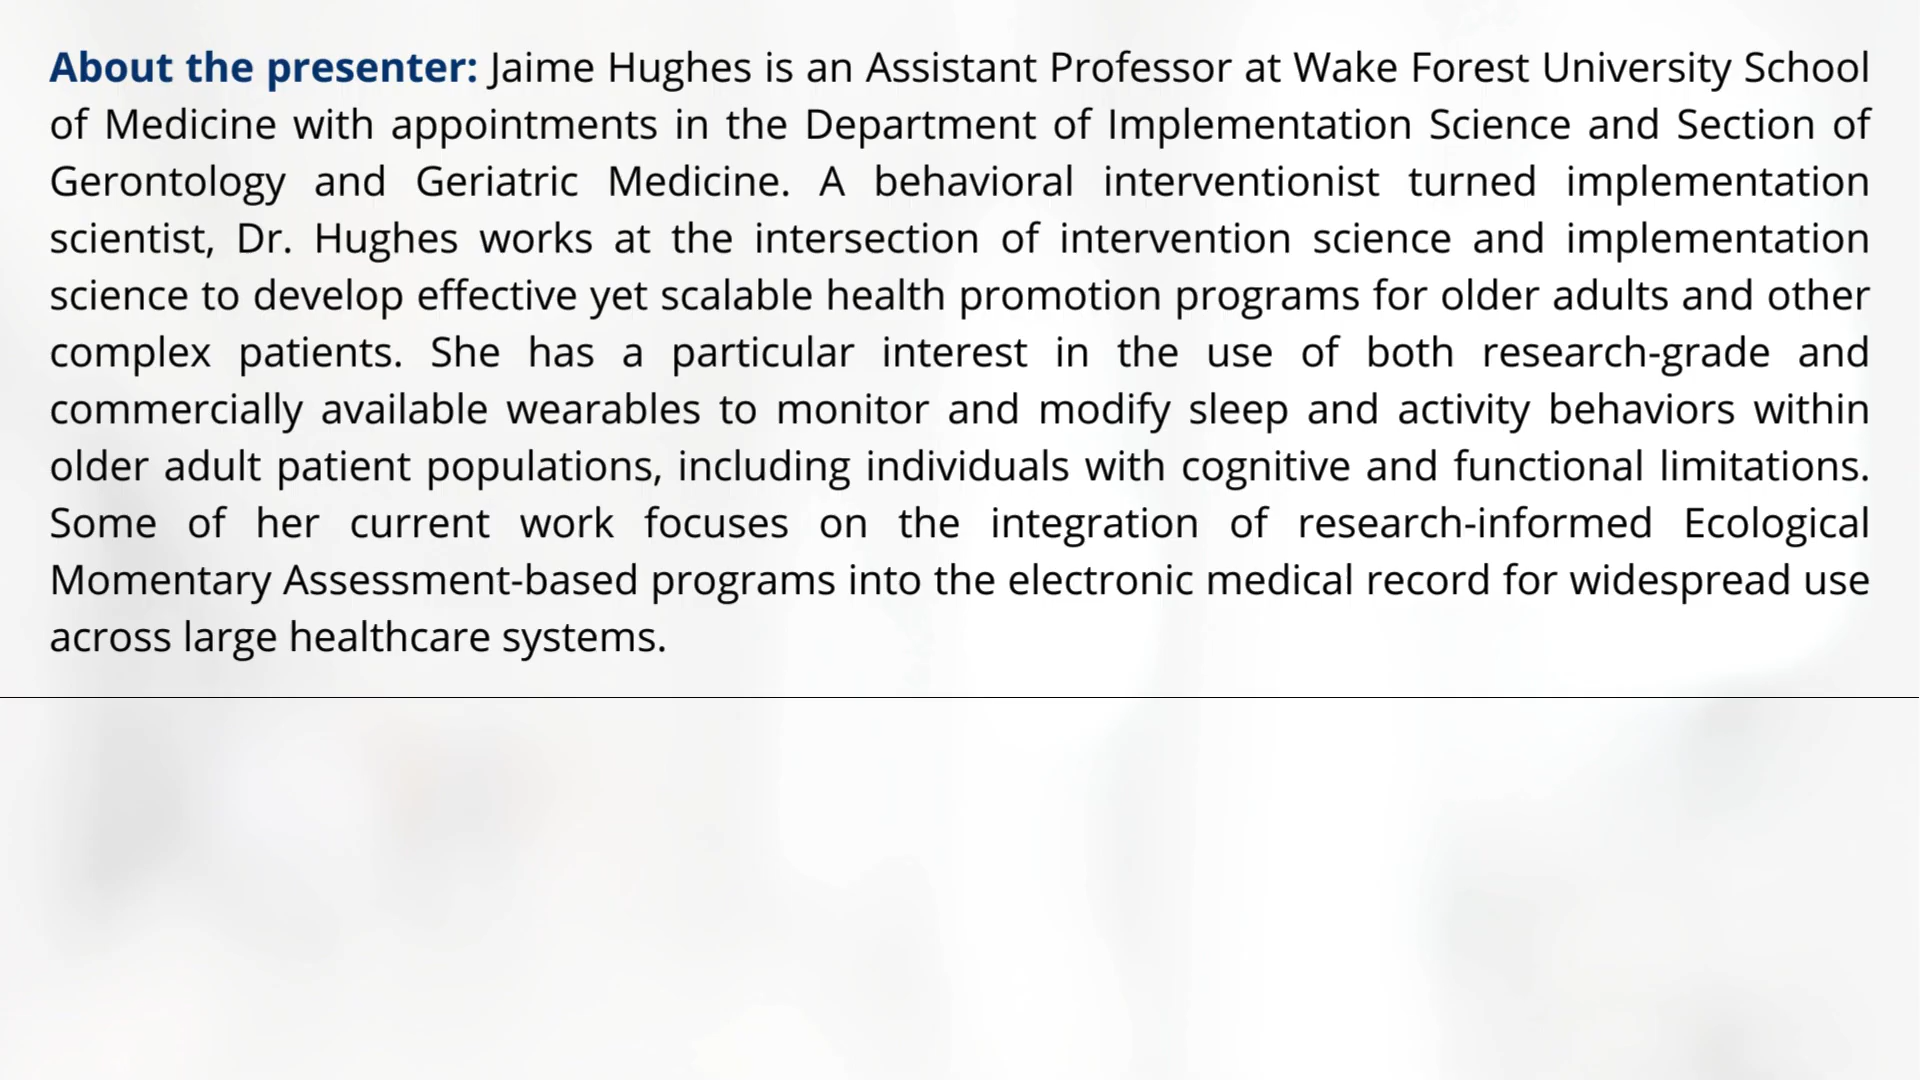 About the presenter: Jaime Hughes is an Assistant Professor at Wake Forest University School
of Medicine with appointments in the Department of Implementation Science and Section of
Gerontology and Geriatric Medicine. A behavioral interventionist turned implementation
scientist, Dr. Hughes works at the intersection of intervention science and implementation
science to develop effective yet scalable health promotion programs for older adults and other
complex patients. She has a particular interest in the use of both research-grade and
commercially available wearables to monitor and modify sleep and activity behaviors within
older adult patient populations, including individuals with cognitive and functional limitations.
Some of her current work focuses on the integration of research-informed Ecological
Momentary Assessment-based programs into the electronic medical record for widespread use
across large healthcare systems.